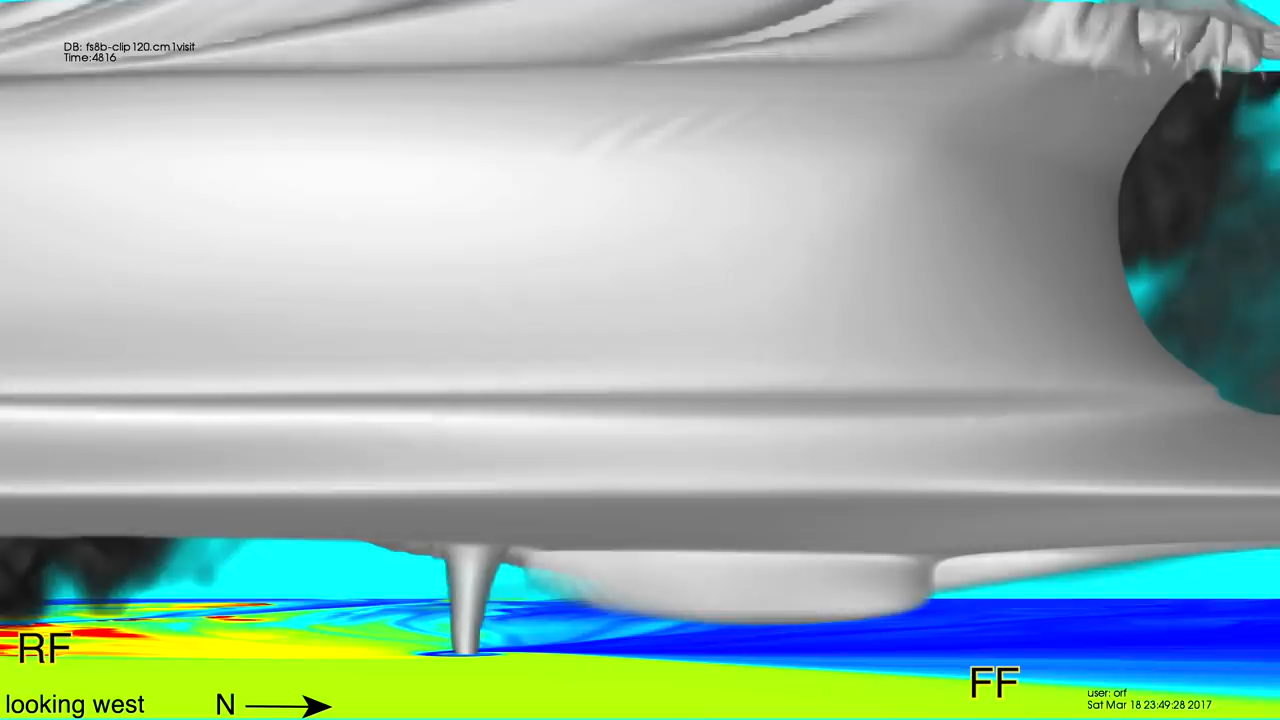 DB: fs8b-clip120.cm1visit
Time:4816
RF
FF
looking west
N
user: orf
Sat Mar 18 23:49:28 2017